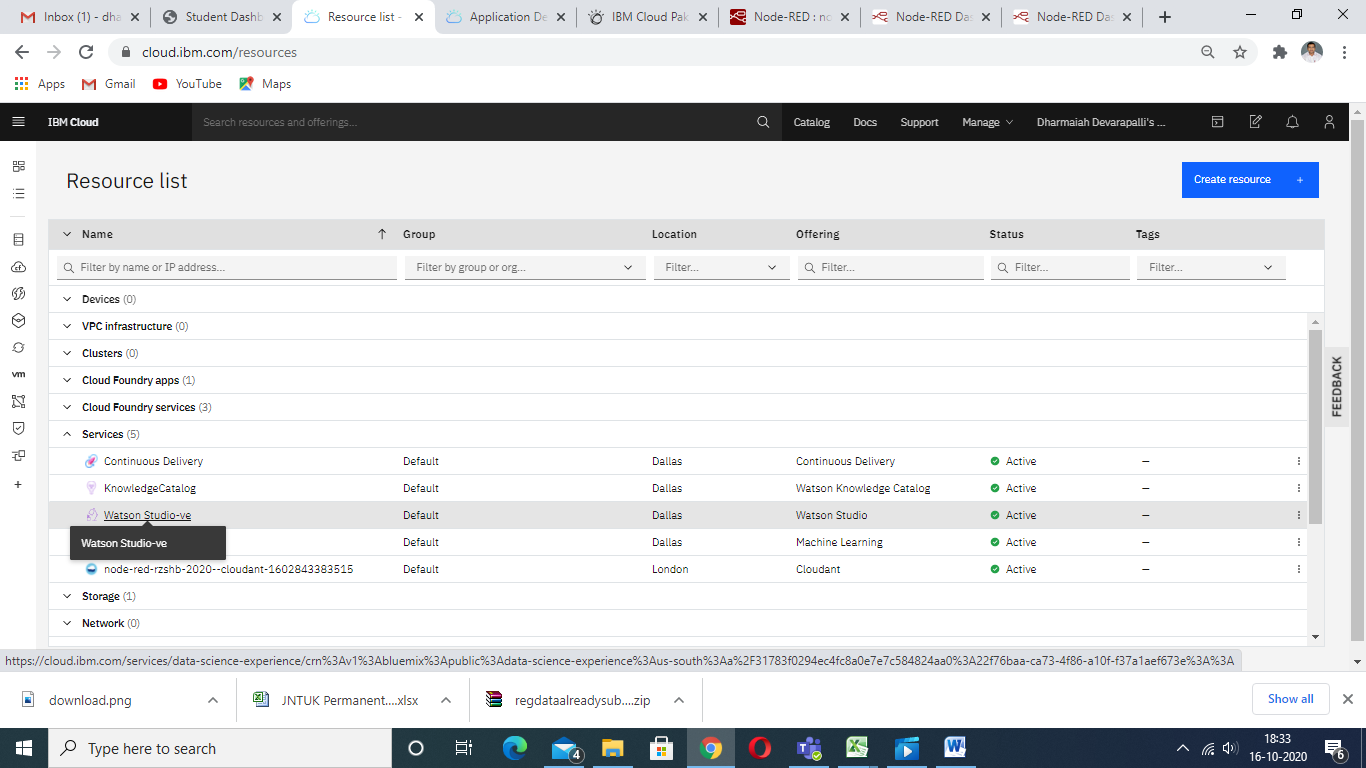 Inbox (1) - dha
Student Dashb
Resource list -
Application De
IBM Cloud Pak
Node-RED : no
Node-RED Das
Node-RED Das
cloud.ibm.com/resources
Apps
Gmail
YouTube
Maps
IBM Cloud
Search resources and offerings...
Catalog
Docs
Support
Manage
Dharmaiah Devarapalli's ...
Resource list
Create resource +
Name
Group
Location
Offering
Status
Tags
Filter by name or IP address...
Filter by group or org...
Filter...
Filter...
Filter...
Filter...
Devices (0)
VPC infrastructure (0)
Clusters (0)
Cloud Foundry apps (1)
Cloud Foundry services (3)
Services (5)
Continuous Delivery Default Dallas Continuous Delivery Active —
KnowledgeCatalog Default Dallas Watson Knowledge Catalog Active —
Watson Studio-ve Default Dallas Watson Studio Active —
Watson Studio-ve
Default Dallas Machine Learning Active —
node-red-rzshb-2020--cloudant-1602843383515 Default London Cloudant Active —
Storage (1)
Network (0)
FEEDBACK
vm
https://cloud.ibm.com/services/data-science-experience/crn%3Av1%3Abluemix%3Apublic%3Adata-science-experience%3Aus-south%3Aa%2F31783f0294ec4fc8a0e7e7c584824aa0%3A22f76baa-ca73-4f86-a10f-f37a1aef673e%3A%3A
download.png
JNTUK Permanent....xlsx
regdataalreadysub....zip
Show all
Type here to search
4
18:33
16-10-2020
6